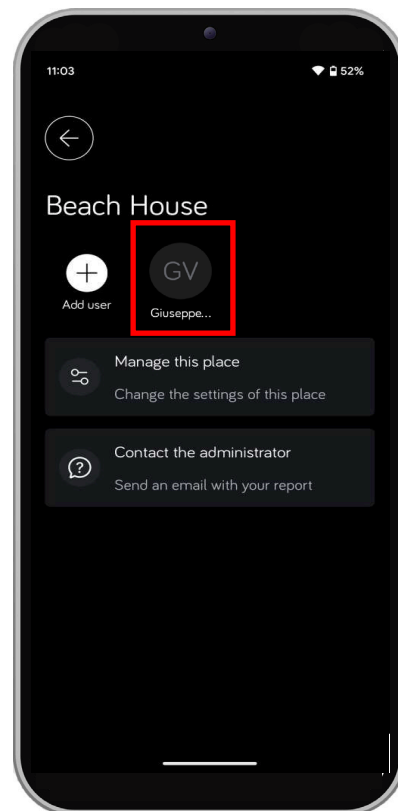 11:03
52%
Beach House
GV
Add user
Giuseppe...
Manage this place
Change the settings of this place
Contact the administrator
Send an email with your report